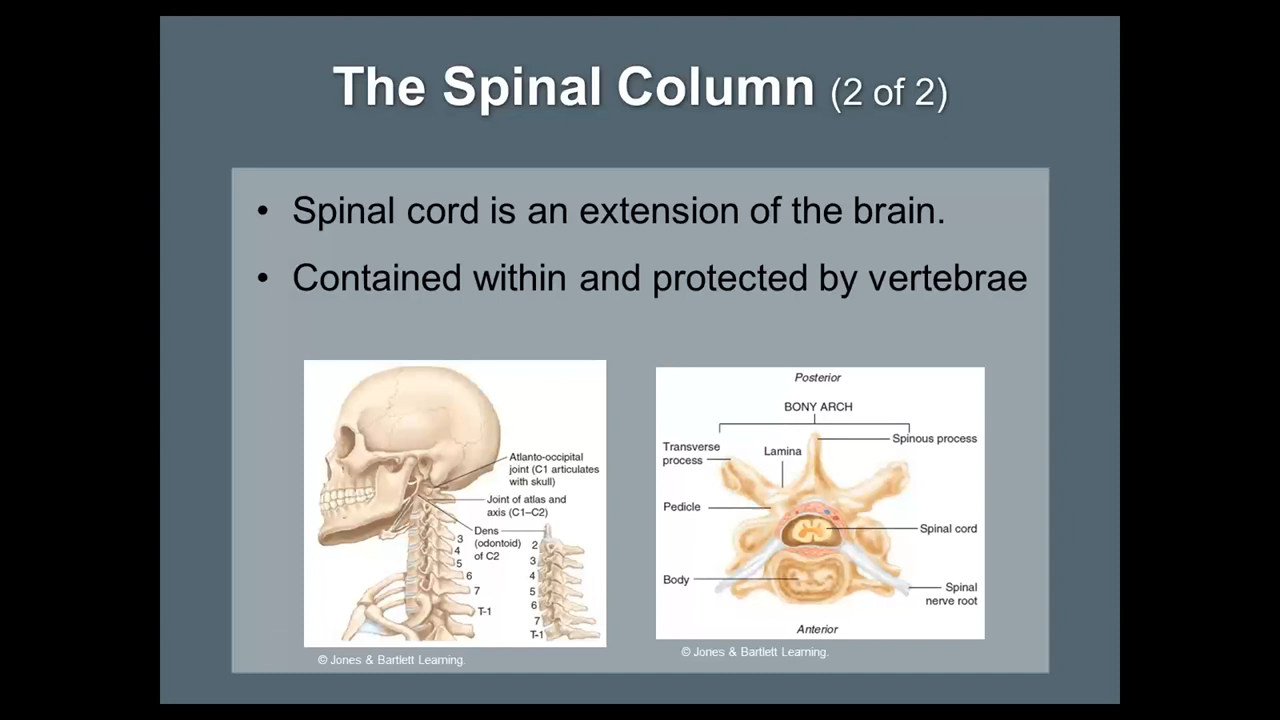 The Spinal Column (2 of 2)
• Spinal cord is an extension of the brain.
• Contained within and protected by vertebrae
Atlanto-occipital
joint (C1 articulates
with skull)
Joint of atlas and
axis (C1–C2)
Dens
(odontoid)
of C2
3
4
5
6
7
T-1
2
3
4
5
6
7
T-1
© Jones & Bartlett Learning.
Posterior
BONY ARCH
Spinous process
Transverse
process
Lamina
Pedicle
Spinal cord
Body
Spinal
nerve root
Anterior
© Jones & Bartlett Learning.